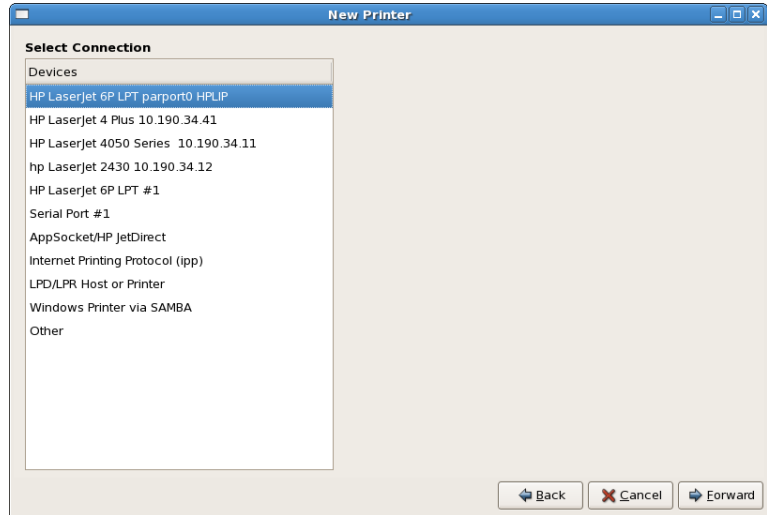 New Printer
Select Connection
Devices
HP LaserJet 6P LPT parport0 HPLIP
HP LaserJet 4 Plus 10.190.34.41
HP LaserJet 4050 Series  10.190.34.11
hp LaserJet 2430 10.190.34.12
HP LaserJet 6P LPT #1
Serial Port #1
AppSocket/HP JetDirect
Internet Printing Protocol (ipp)
LPD/LPR Host or Printer
Windows Printer via SAMBA
Other
Back Cancel Forward